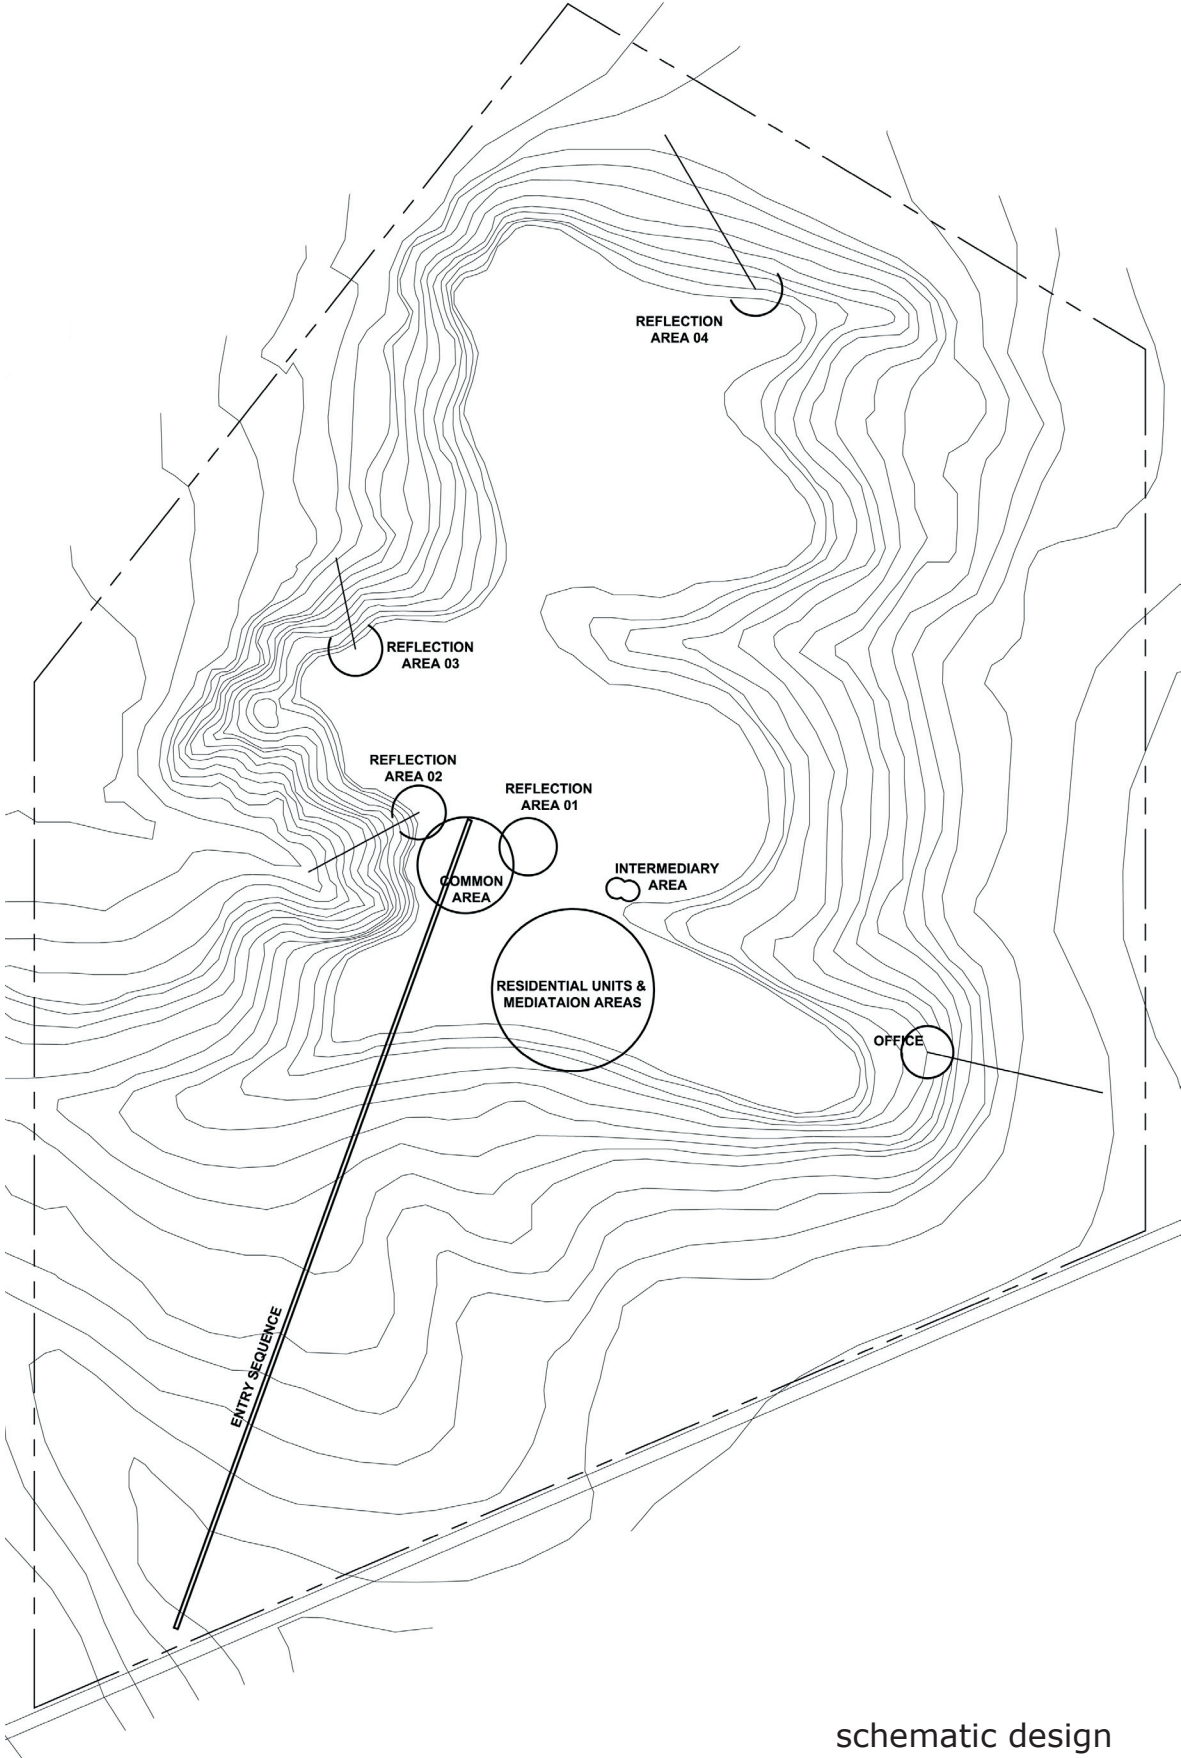 REFLECTION
AREA 04
REFLECTION
AREA 03
REFLECTION
AREA 02
REFLECTION
AREA 01
COMMON
AREA
INTERMEDIARY
AREA
RESIDENTIAL UNITS &
MEDIATAION AREAS
OFFICE
ENTRY SEQUENCE
schematic design